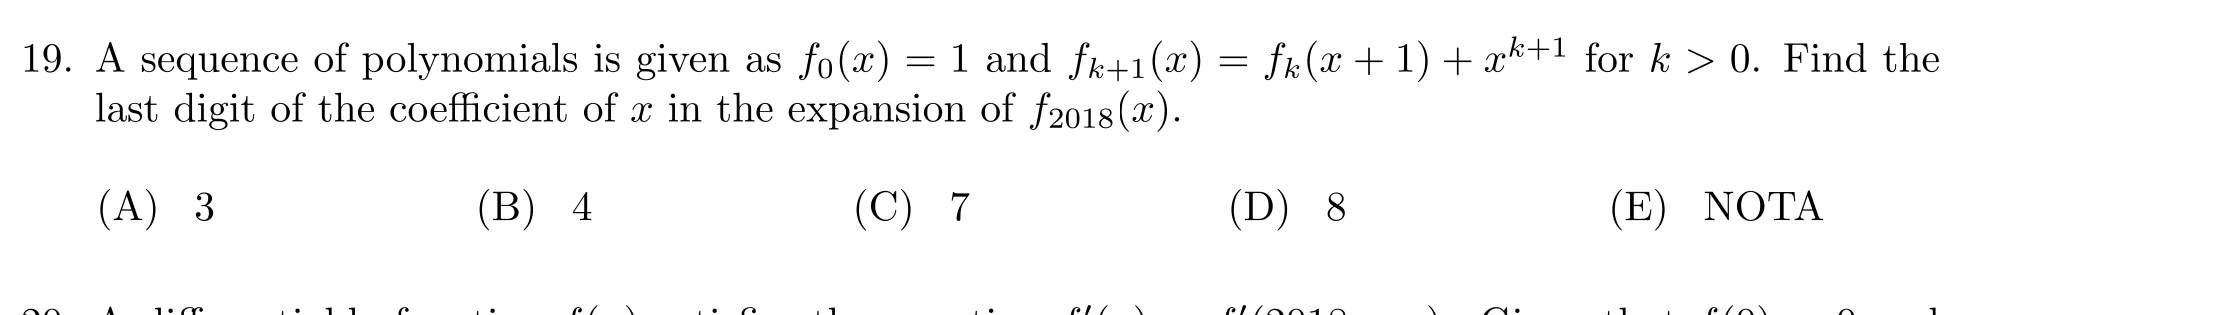 19. A sequence of polynomials is given as f₀(x) = 1 and fₖ₊₁(x) = fₖ(x + 1) + xᵏ⁺¹ for k > 0. Find the
last digit of the coefficient of x in the expansion of f₂₀₁₈(x).
(A) 3 (B) 4 (C) 7 (D) 8 (E) NOTA